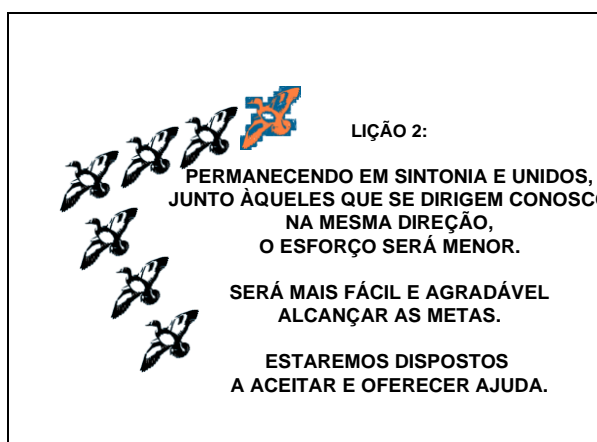 LIÇÃO 2:
PERMANECENDO EM SINTONIA E UNIDOS,
JUNTO ÀQUELES QUE SE DIRIGEM CONOSCO
NA MESMA DIREÇÃO,
O ESFORÇO SERÁ MENOR.
SERÁ MAIS FÁCIL E AGRADÁVEL
ALCANÇAR AS METAS.
ESTAREMOS DISPOSTOS
A ACEITAR E OFERECER AJUDA.